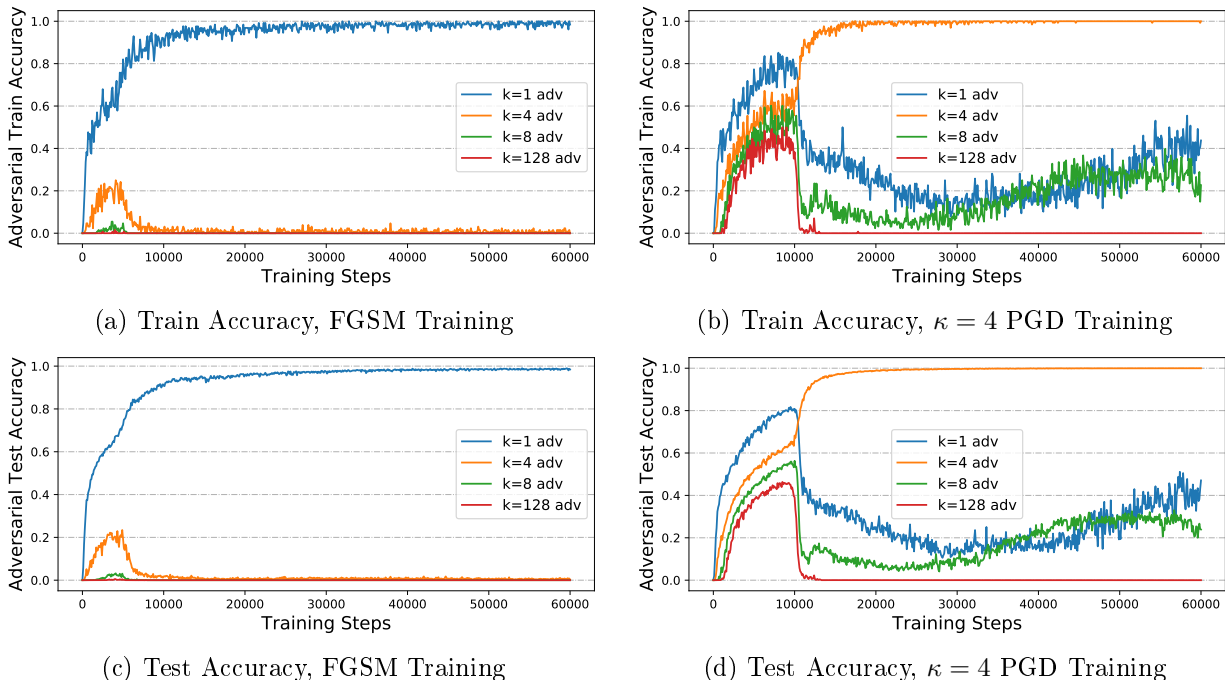 Adversarial Train Accuracy
1.0
0.8
0.6
0.4
0.2
0.0
k=1 adv
k=4 adv
k=8 adv
k=128 adv
0 10000 20000 30000 40000 50000 60000
Training Steps
(a) Train Accuracy, FGSM Training
Adversarial Train Accuracy
1.0
0.8
0.6
0.4
0.2
0.0
k=1 adv
k=4 adv
k=8 adv
k=128 adv
0 10000 20000 30000 40000 50000 60000
Training Steps
(b) Train Accuracy, κ = 4 PGD Training
Adversarial Test Accuracy
1.0
0.8
0.6
0.4
0.2
0.0
k=1 adv
k=4 adv
k=8 adv
k=128 adv
0 10000 20000 30000 40000 50000 60000
Training Steps
(c) Test Accuracy, FGSM Training
Adversarial Test Accuracy
1.0
0.8
0.6
0.4
0.2
0.0
k=1 adv
k=4 adv
k=8 adv
k=128 adv
0 10000 20000 30000 40000 50000 60000
Training Steps
(d) Test Accuracy, κ = 4 PGD Training